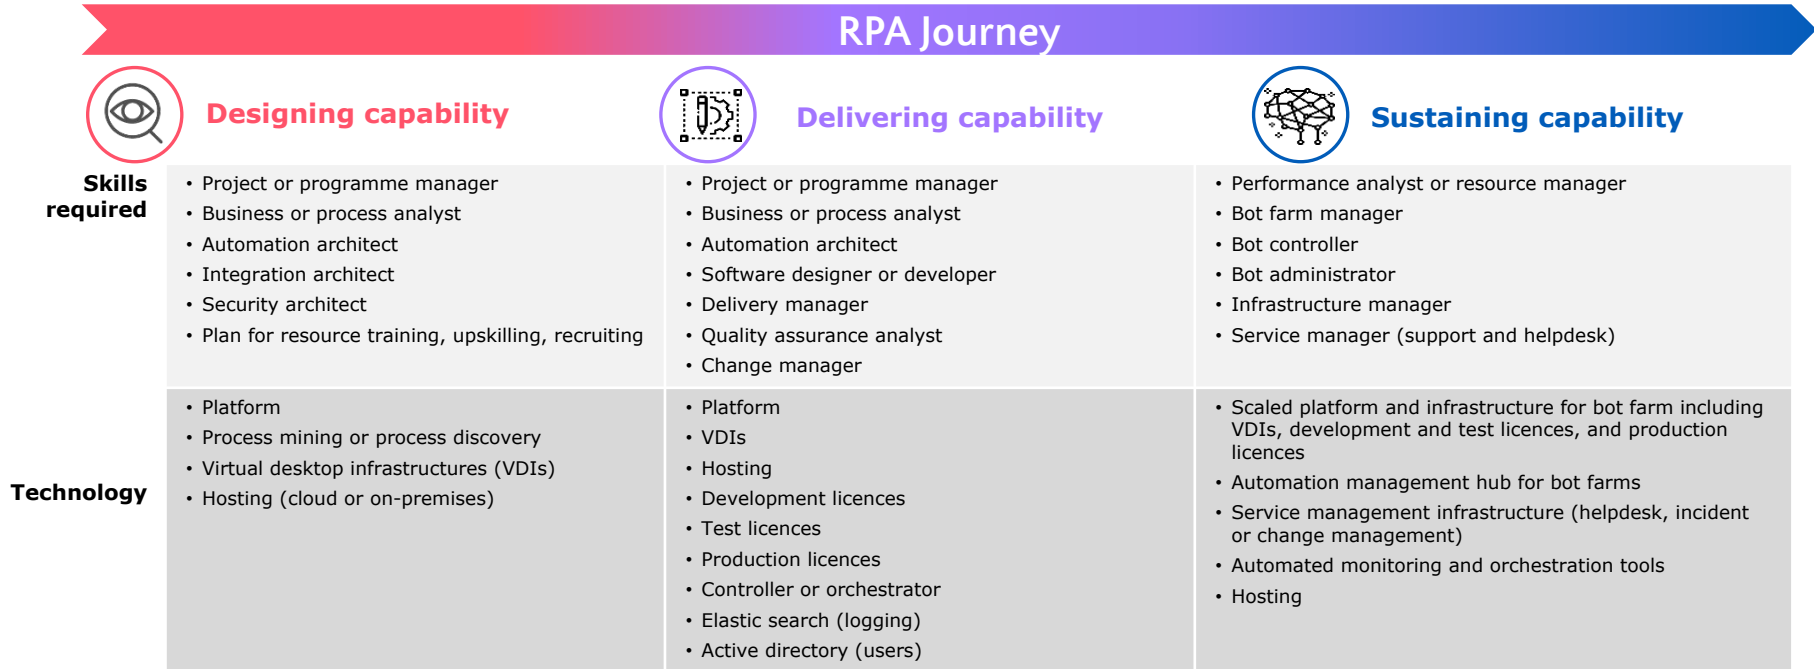 RPA Journey
Designing capability
Delivering capability
Sustaining capability
Skills
required
• Project or programme manager
• Business or process analyst
• Automation architect
• Integration architect
• Security architect
• Plan for resource training, upskilling, recruiting
• Project or programme manager
• Business or process analyst
• Automation architect
• Software designer or developer
• Delivery manager
• Quality assurance analyst
• Change manager
• Performance analyst or resource manager
• Bot farm manager
• Bot controller
• Bot administrator
• Infrastructure manager
• Service manager (support and helpdesk)
Technology
• Platform
• Process mining or process discovery
• Virtual desktop infrastructures (VDIs)
• Hosting (cloud or on-premises)
• Platform
• VDIs
• Hosting
• Development licences
• Test licences
• Production licences
• Controller or orchestrator
• Elastic search (logging)
• Active directory (users)
• Scaled platform and infrastructure for bot farm including
VDIs, development and test licences, and production
licences
• Automation management hub for bot farms
• Service management infrastructure (helpdesk, incident
or change management)
• Automated monitoring and orchestration tools
• Hosting